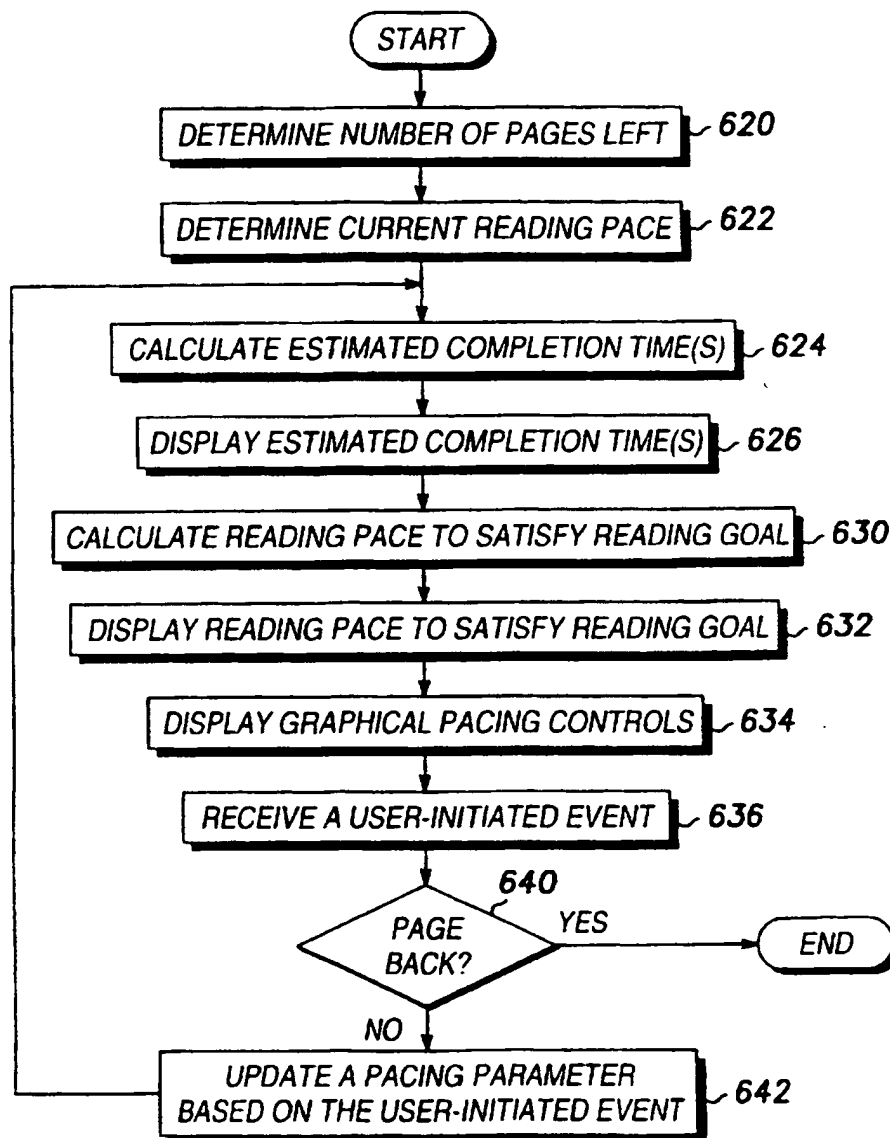 START
DETERMINE NUMBER OF PAGES LEFT 620
DETERMINE CURRENT READING PACE 622
CALCULATE ESTIMATED COMPLETION TIME(S) 624
DISPLAY ESTIMATED COMPLETION TIME(S) 626
CALCULATE READING PACE TO SATISFY READING GOAL 630
DISPLAY READING PACE TO SATISFY READING GOAL 632
DISPLAY GRAPHICAL PACING CONTROLS 634
RECEIVE A USER-INITIATED EVENT 636
640
PAGE
BACK?
YES
END
NO
UPDATE A PACING PARAMETER
BASED ON THE USER-INITIATED EVENT 642